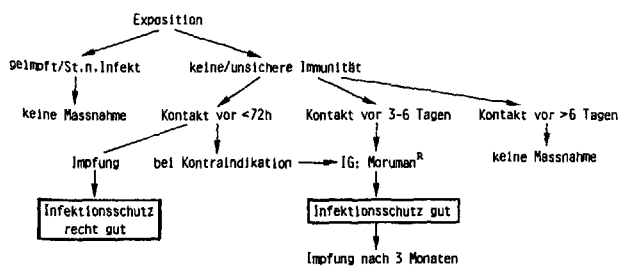 Exposition
geimpft/St.n.Infekt keine/unsichere Immunität
keine Massnahme Kontakt vor <72h Kontakt vor 3-6 Tagen Kontakt vor >6 Tagen
Impfung bei Kontraindikation IG: Moruman^R keine Massnahme
Infektionsschutz
recht gut
Infektionsschutz gut
Impfung nach 3 Monaten